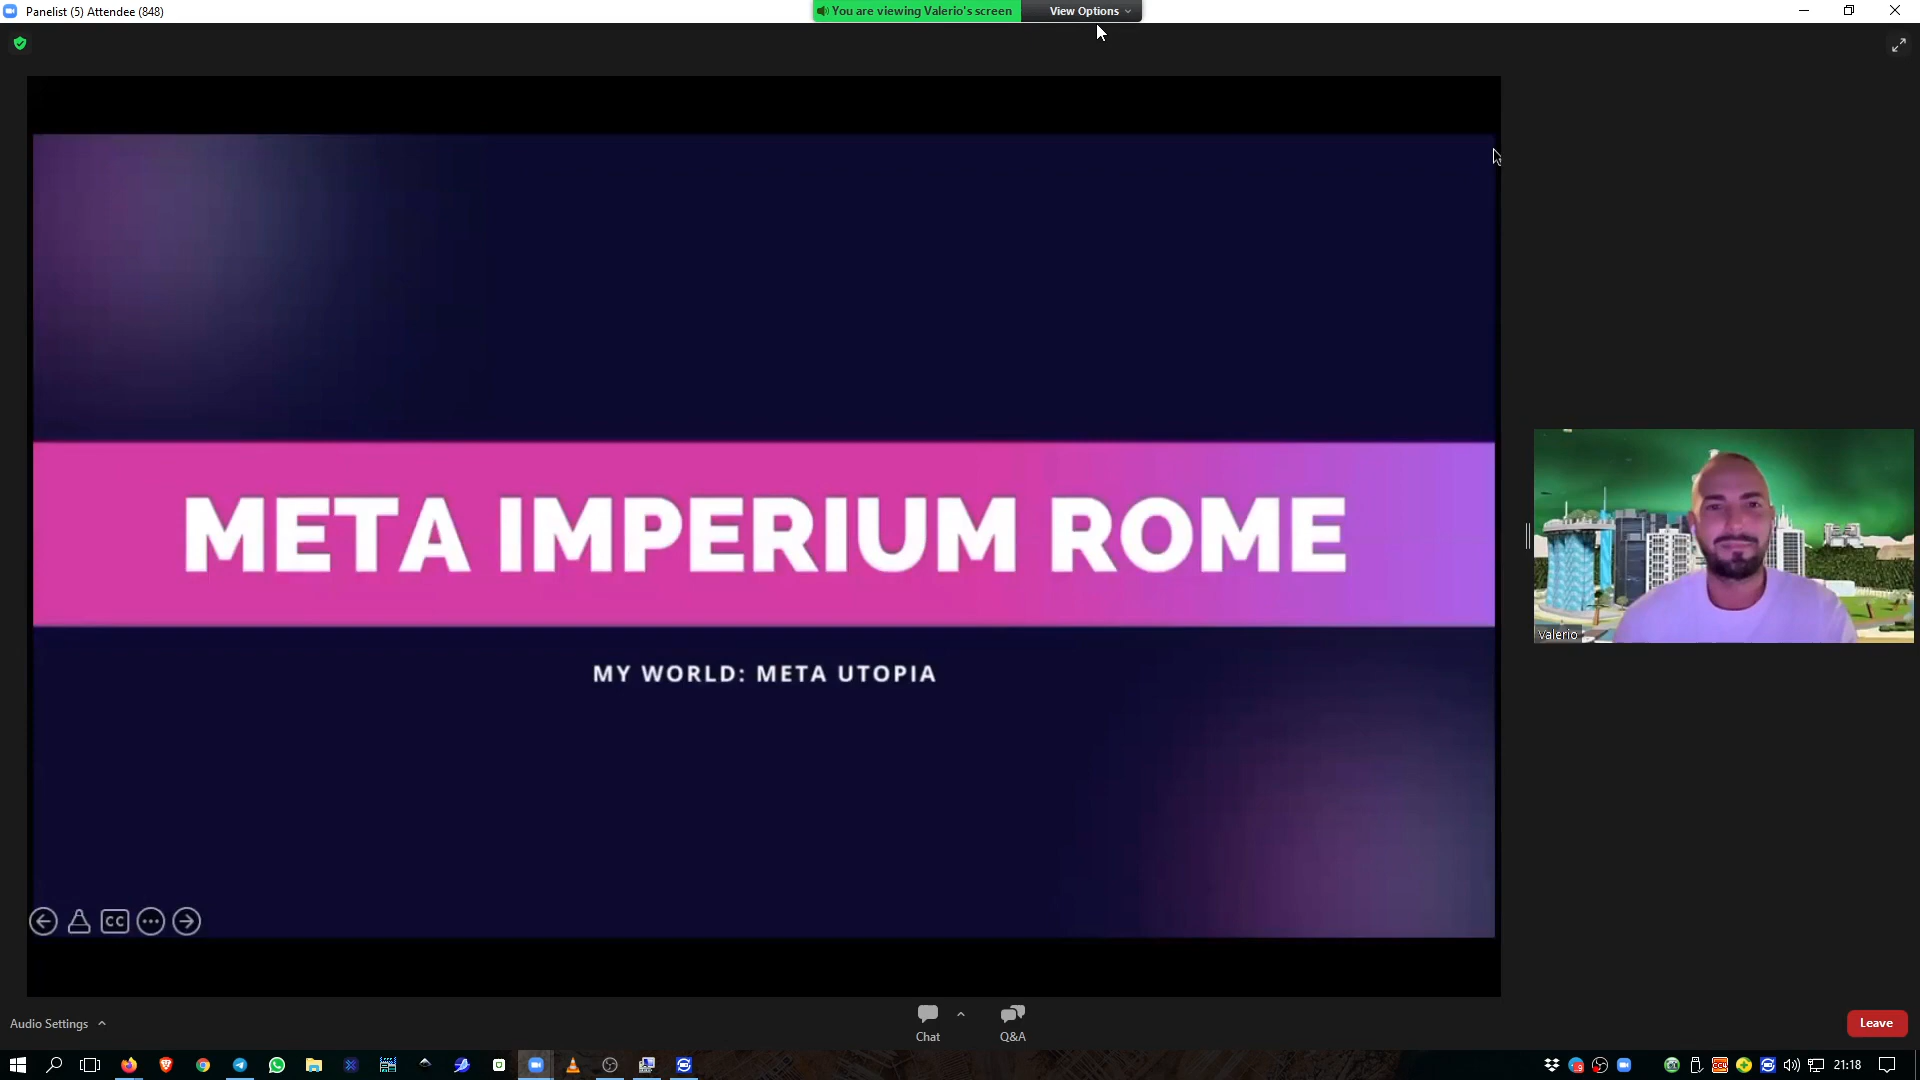 Panelist (5) Attendee (848)
You are viewing Valerio's screen
View Options
META IMPERIUM ROME
MY WORLD: META UTOPIA
Valerio
CC
Audio Settings
Chat
Q&A
Leave
21:18